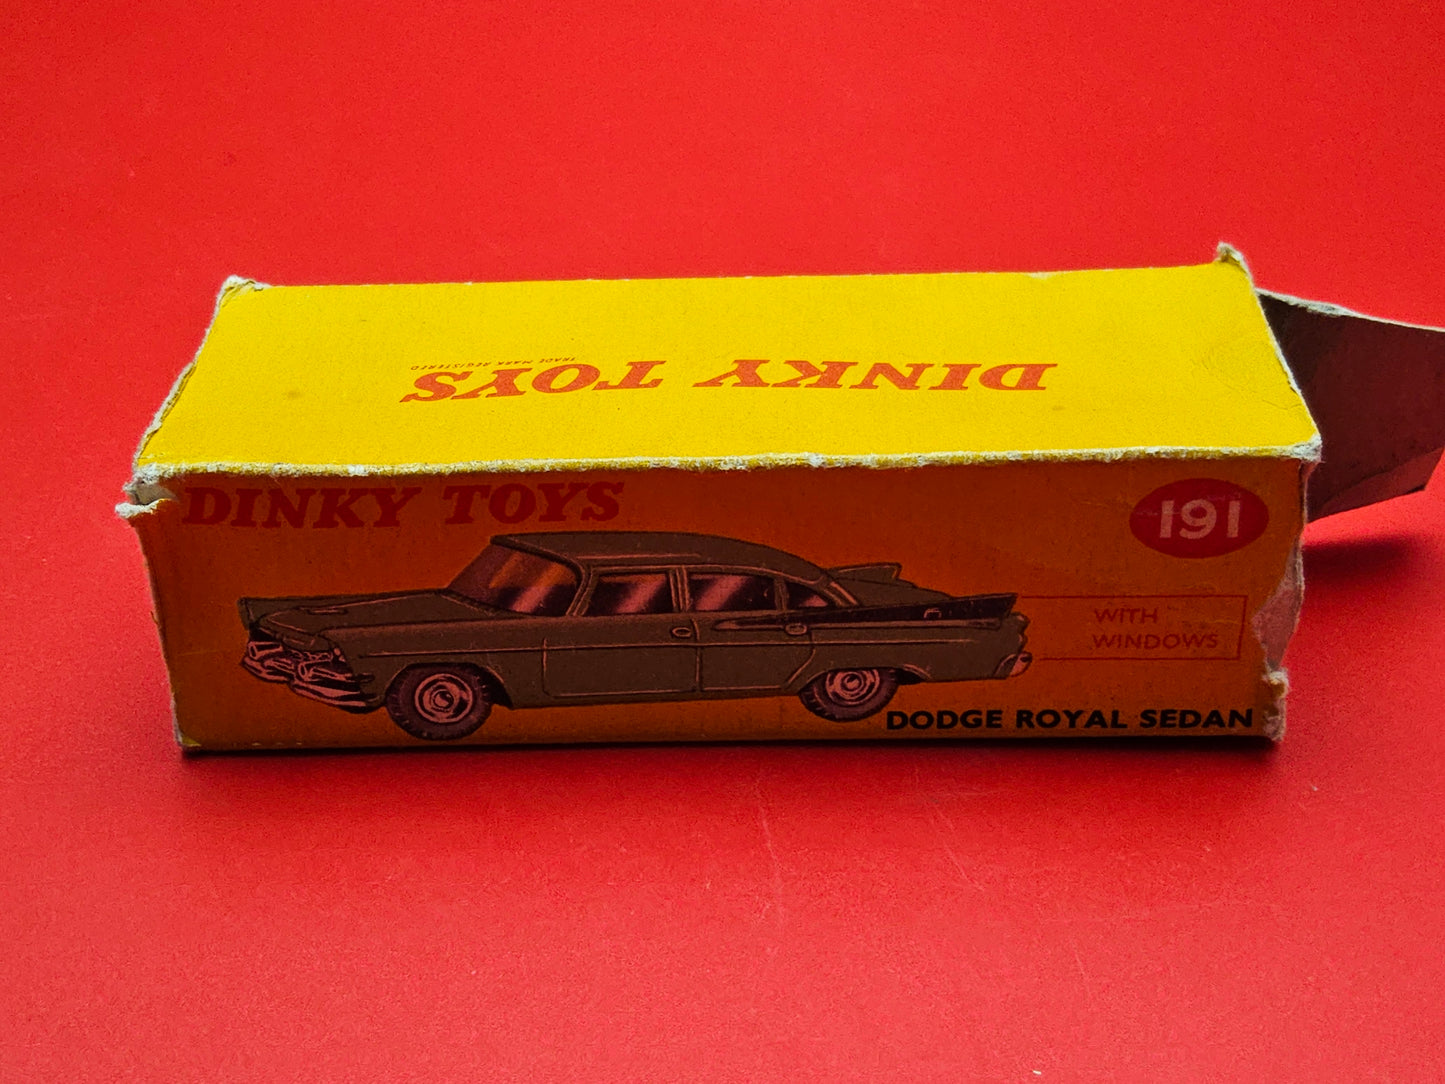 DINKY TOYS
TRADE MARK REGISTERED
DINKY TOYS
191
WITH
WINDOWS
DODGE ROYAL SEDAN